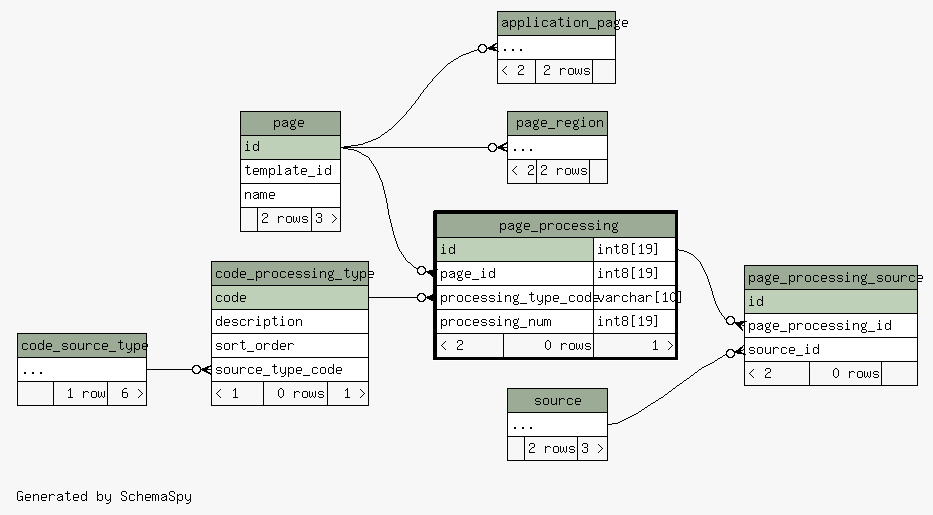 application_page
...
< 2 2 rows
page
id
template_id
name
2 rows 3 >
page_region
...
< 2 2 rows
page_processing
id int8[19]
page_id int8[19]
processing_type_code varchar[10]
processing_num int8[19]
< 2 0 rows 1 >
code_processing_type
code
description
sort_order
source_type_code
< 1 0 rows 1 >
page_processing_source
id
page_processing_id
source_id
< 2 0 rows
code_source_type
...
1 row 6 >
source
...
2 rows 3 >
Generated by SchemaSpy